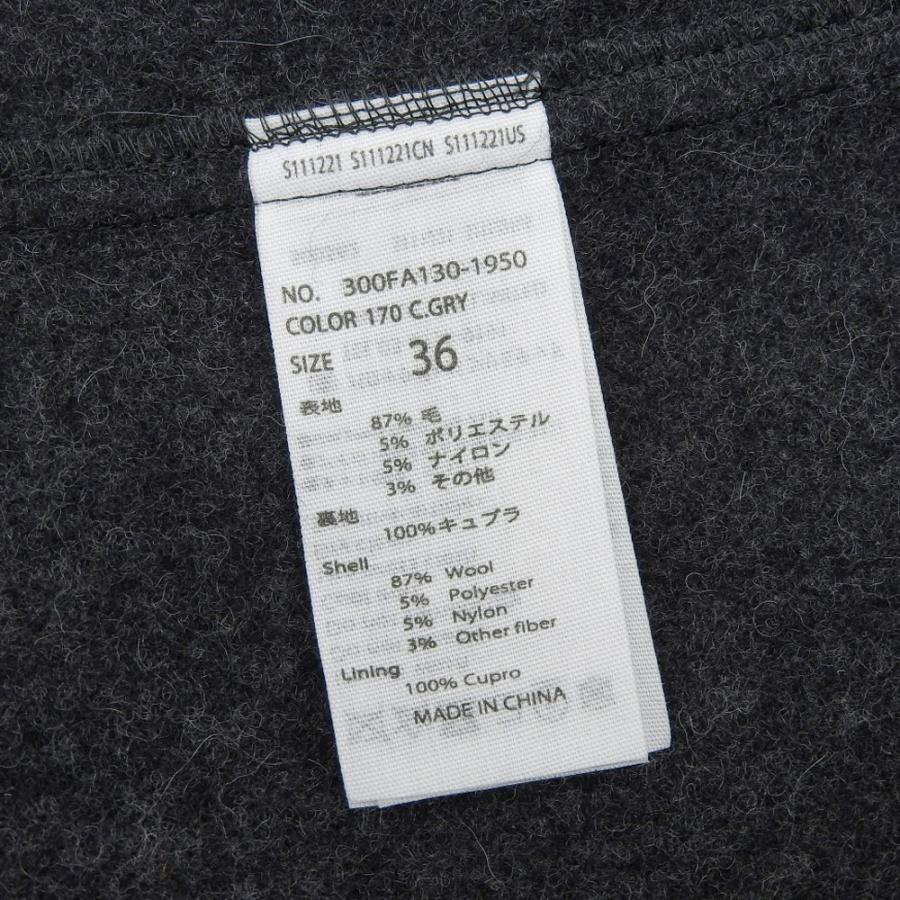 S111221 S111221CN S111221US
NO. 300FA130-1950
COLOR 170 C.GRY
SIZE 36
表地
87% 毛
5% ポリエステル
5% ナイロン
3% その他
裏地
100%キュプラ
Shell
87% Wool
5% Polyester
5% Nylon
3% Other fiber
Lining
100% Cupro
MADE IN CHINA